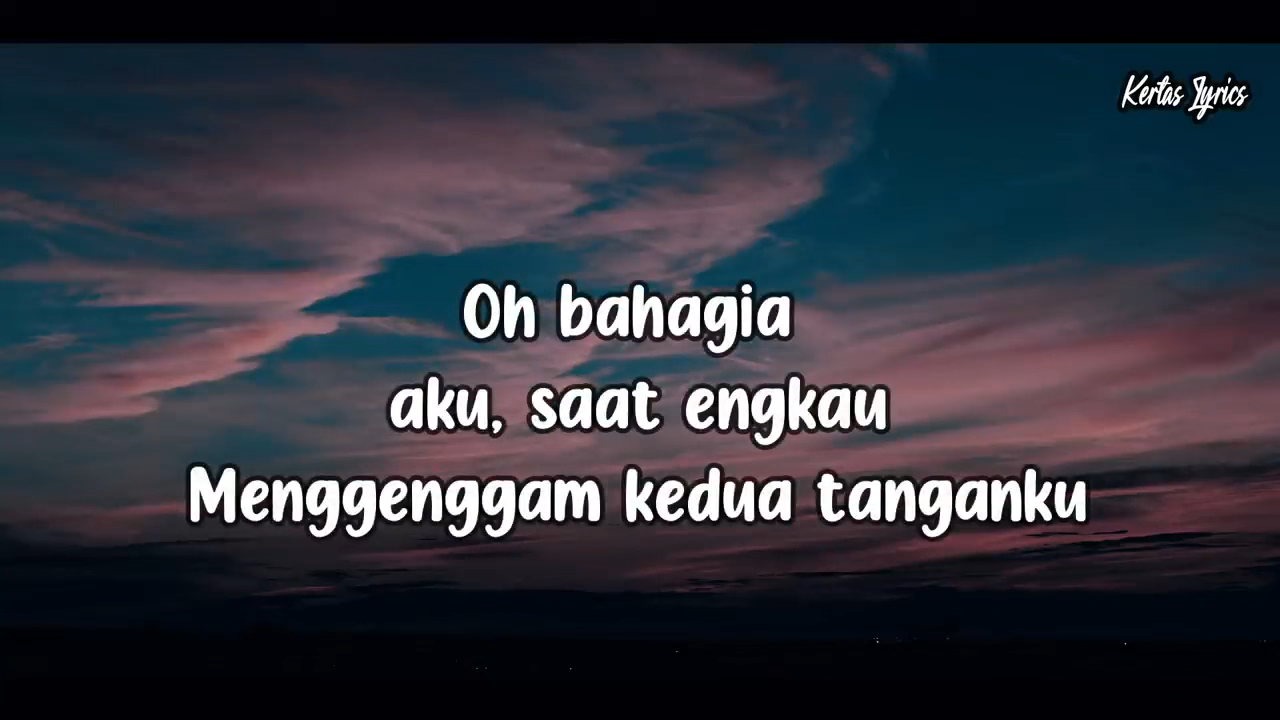 Kertas Lyrics
Oh bahagia
aku, saat engkau
Menggenggam kedua tanganku